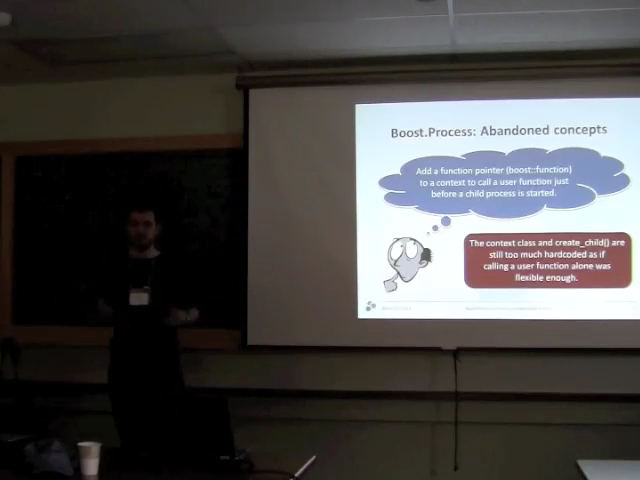 Boost.Process: Abandoned concepts
Add a function pointer (boost::function)
to a context to call a user function just
before a child process is started.
The context class and create_child() are
still too much hardcoded as if
calling a user function alone was
flexible enough.